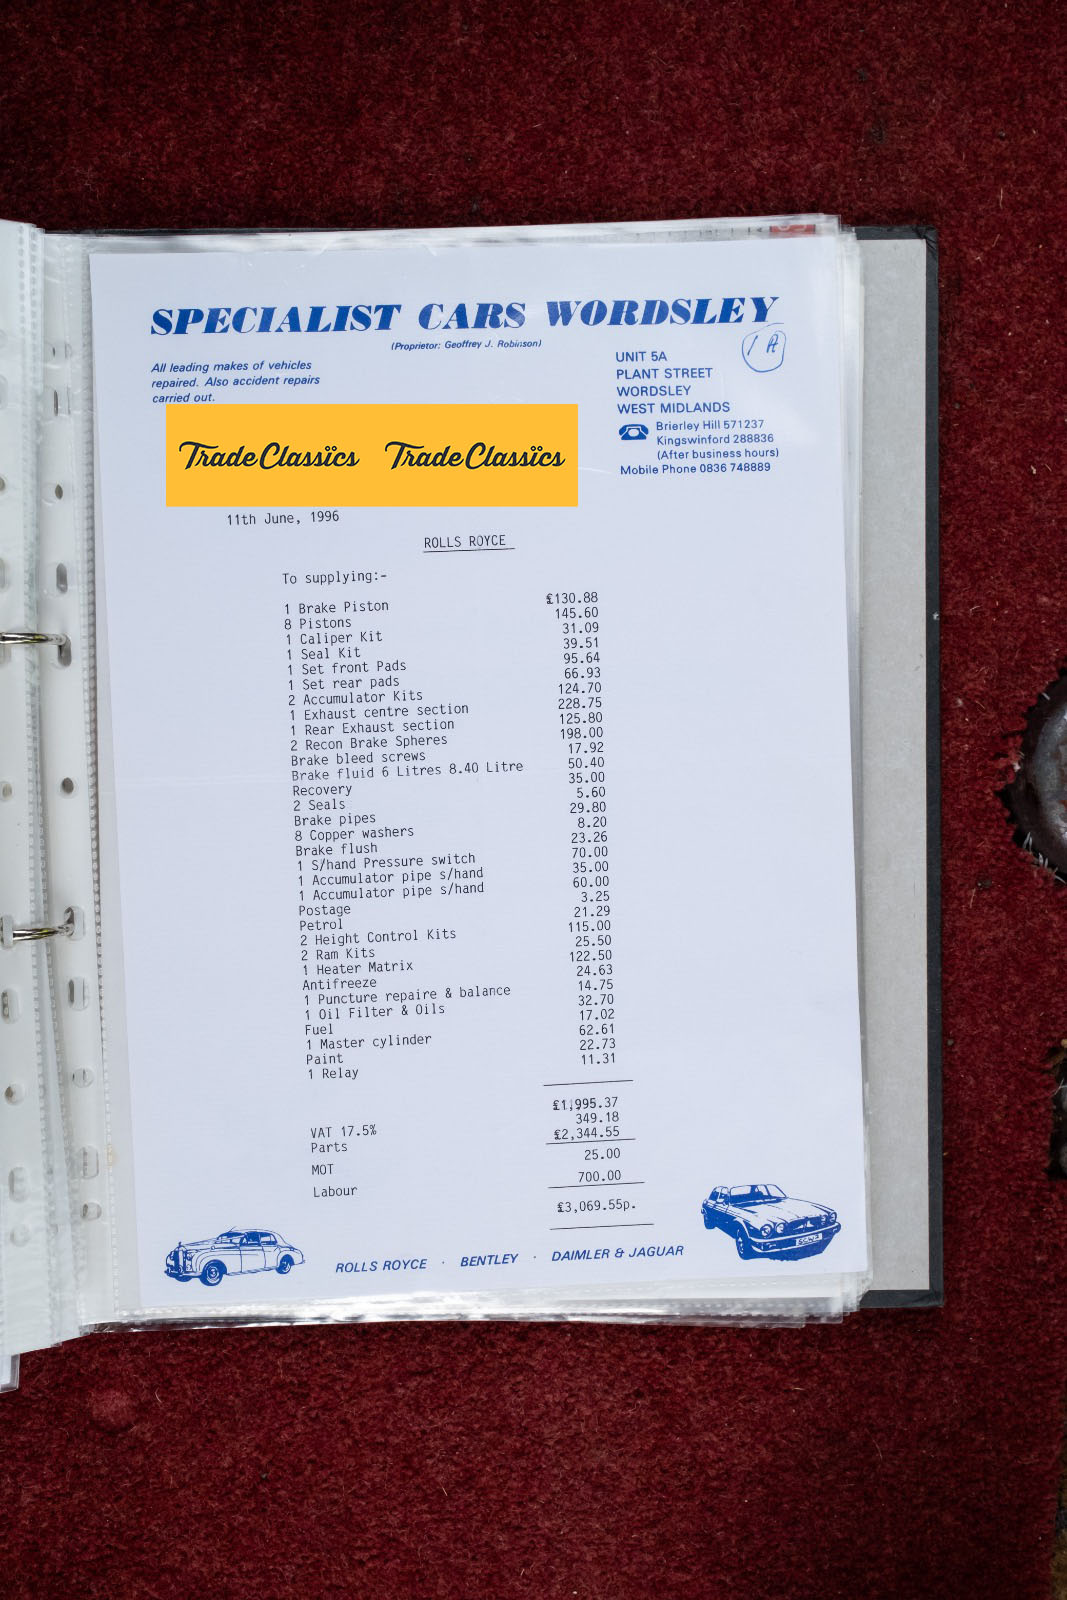 SPECIALIST CARS WORDSLEY
(Proprietor: Geoffrey J. Robinson)
1 A
All leading makes of vehicles
repaired. Also accident repairs
carried out.
UNIT 5A
PLANT STREET
WORDSLEY
WEST MIDLANDS
Brierley Hill 571237
Kingswinford 288836
(After business hours)
Mobile Phone 0836 748889
TradeClassics TradeClassics
11th June, 1996
ROLLS ROYCE
To supplying:-
1 Brake Piston £130.88
8 Pistons 145.60
1 Caliper Kit 31.09
1 Seal Kit 39.51
1 Set front Pads 95.64
1 Set rear pads 66.93
2 Accumulator Kits 124.70
1 Exhaust centre section 228.75
1 Rear Exhaust section 125.80
2 Recon Brake Spheres 198.00
Brake bleed screws 17.92
Brake fluid 6 Litres 8.40 Litre 50.40
Recovery 35.00
2 Seals 5.60
Brake pipes 29.80
8 Copper washers 8.20
Brake flush 23.26
1 S/hand Pressure switch 70.00
1 Accumulator pipe s/hand 35.00
1 Accumulator pipe s/hand 60.00
Postage 3.25
Petrol 21.29
2 Height Control Kits 115.00
2 Ram Kits 25.50
1 Heater Matrix 122.50
Antifreeze 24.63
1 Puncture repaire & balance 14.75
1 Oil Filter & Oils 32.70
Fuel 17.02
1 Master cylinder 62.61
Paint 22.73
1 Relay 11.31
£1,995.37
VAT 17.5% 349.18
Parts £2,344.55
MOT 25.00
Labour 700.00
£3,069.55p.
ROLLS ROYCE · BENTLEY · DAIMLER & JAGUAR